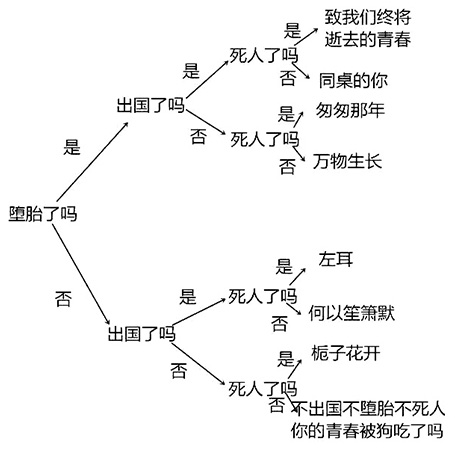 是
致我们终将
逝去的青春
死人了吗
是
否
同桌的你
出国了吗
是
匆匆那年
否
死人了吗
是
否
万物生长
堕胎了吗
是
左耳
否
是
死人了吗
否
何以笙箫默
出国了吗
是
栀子花开
否
死人了吗
否
不出国不堕胎不死人
你的青春被狗吃了吗